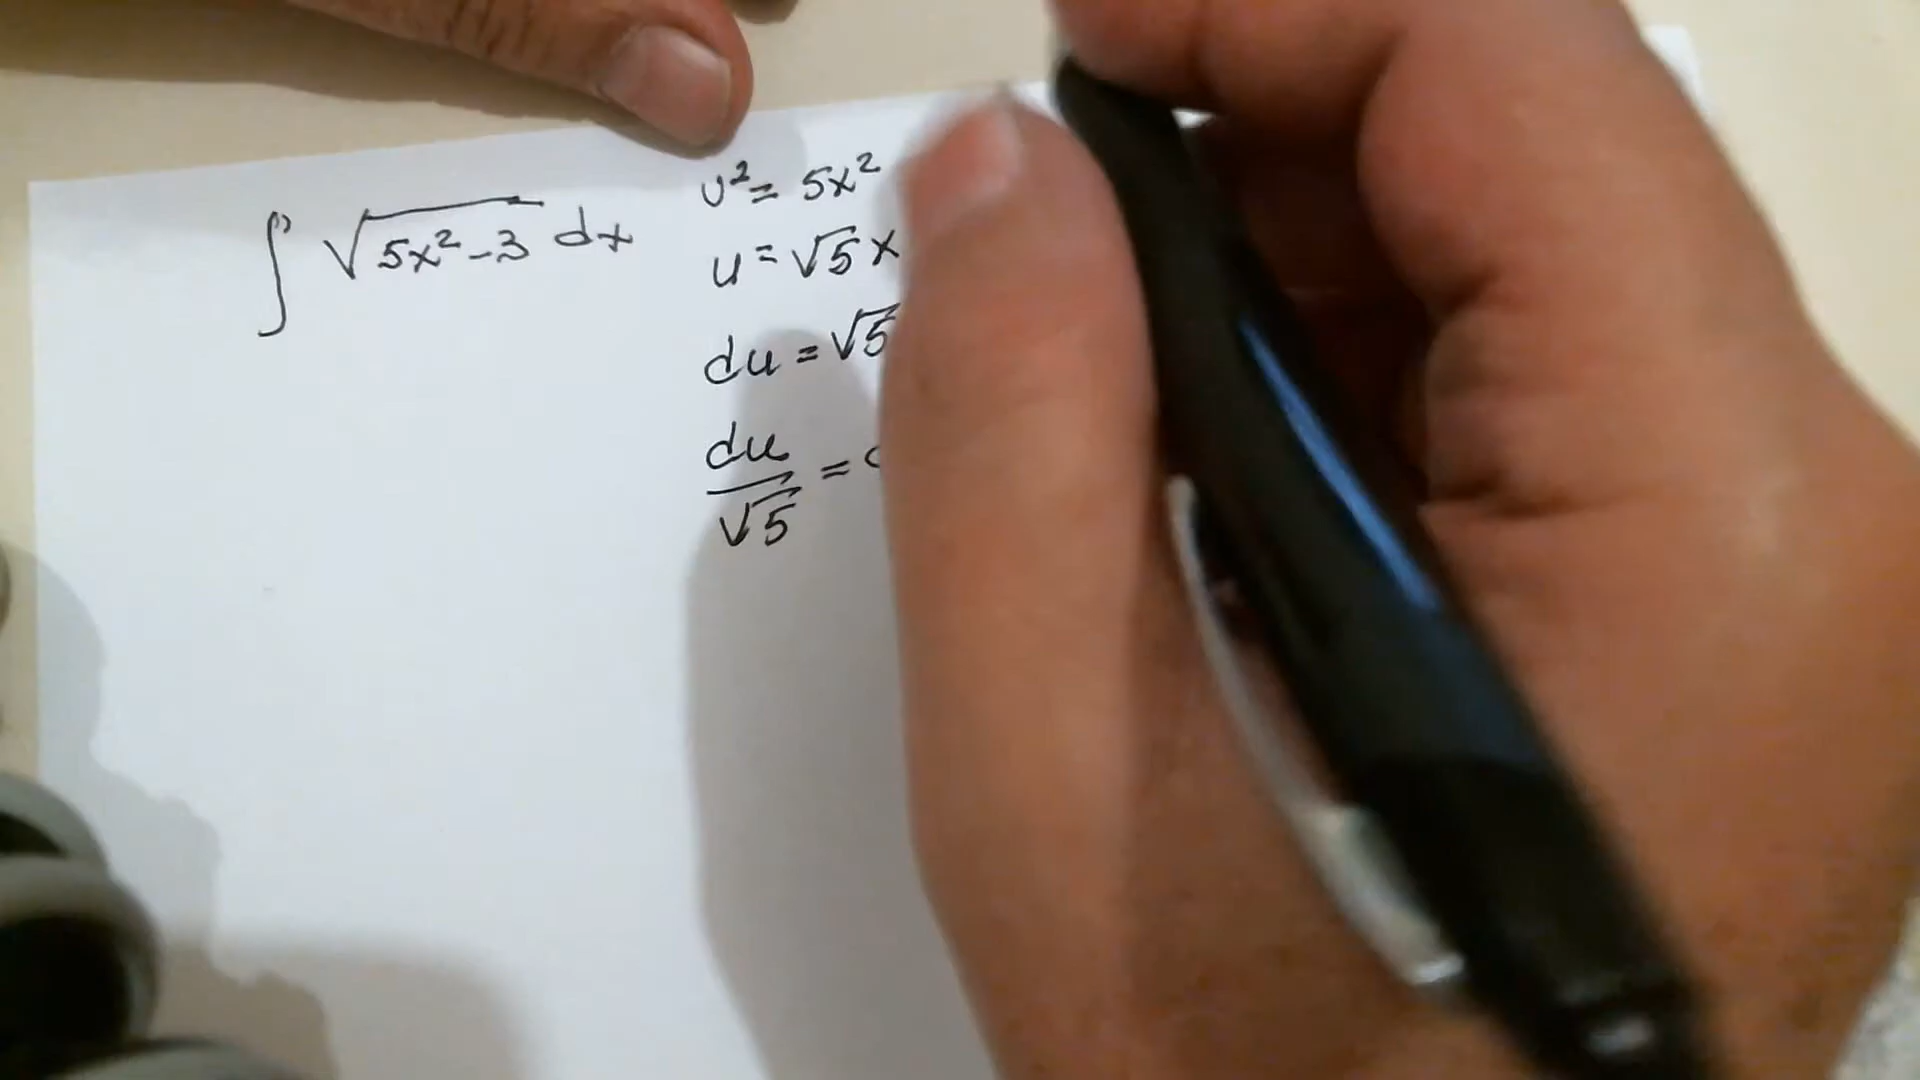 ∫ √(5x² - 3) dx
u² = 5x²
u = √5 x
du = √5
du/√5 =